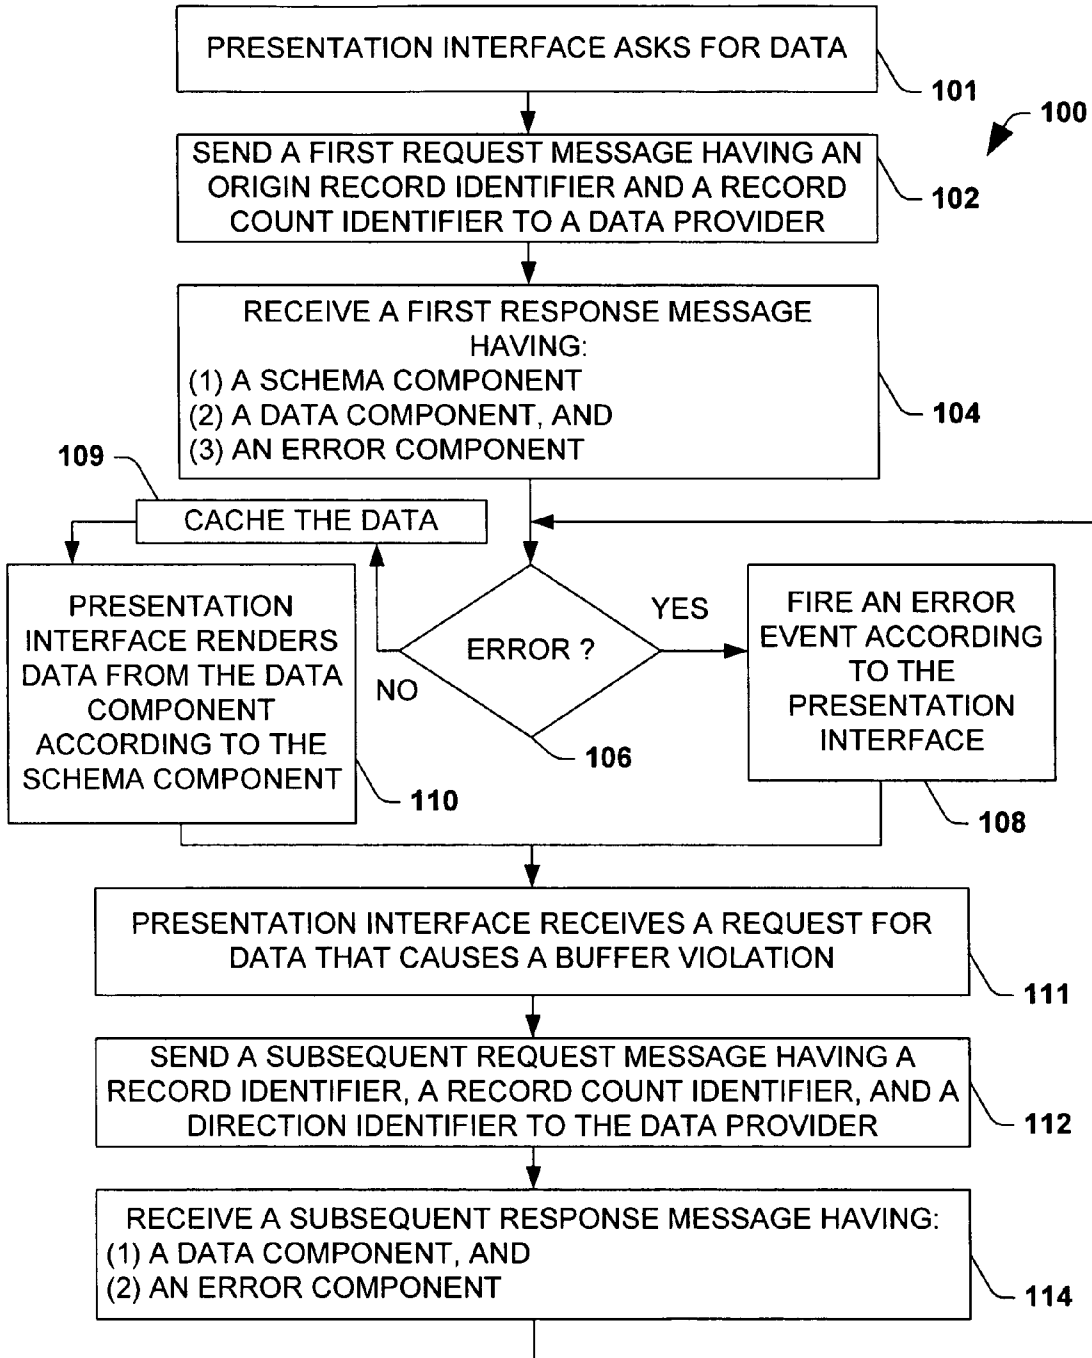 PRESENTATION INTERFACE ASKS FOR DATA
101
100
SEND A FIRST REQUEST MESSAGE HAVING AN
ORIGIN RECORD IDENTIFIER AND A RECORD
COUNT IDENTIFIER TO A DATA PROVIDER
102
RECEIVE A FIRST RESPONSE MESSAGE
HAVING:
(1) A SCHEMA COMPONENT
(2) A DATA COMPONENT, AND
(3) AN ERROR COMPONENT
104
109
CACHE THE DATA
PRESENTATION
INTERFACE RENDERS
DATA FROM THE DATA
COMPONENT
ACCORDING TO THE
SCHEMA COMPONENT
110
NO
ERROR ?
106
YES
FIRE AN ERROR
EVENT ACCORDING
TO THE
PRESENTATION
INTERFACE
108
PRESENTATION INTERFACE RECEIVES A REQUEST FOR
DATA THAT CAUSES A BUFFER VIOLATION
111
SEND A SUBSEQUENT REQUEST MESSAGE HAVING A
RECORD IDENTIFIER, A RECORD COUNT IDENTIFIER, AND A
DIRECTION IDENTIFIER TO THE DATA PROVIDER
112
RECEIVE A SUBSEQUENT RESPONSE MESSAGE HAVING:
(1) A DATA COMPONENT, AND
(2) AN ERROR COMPONENT
114